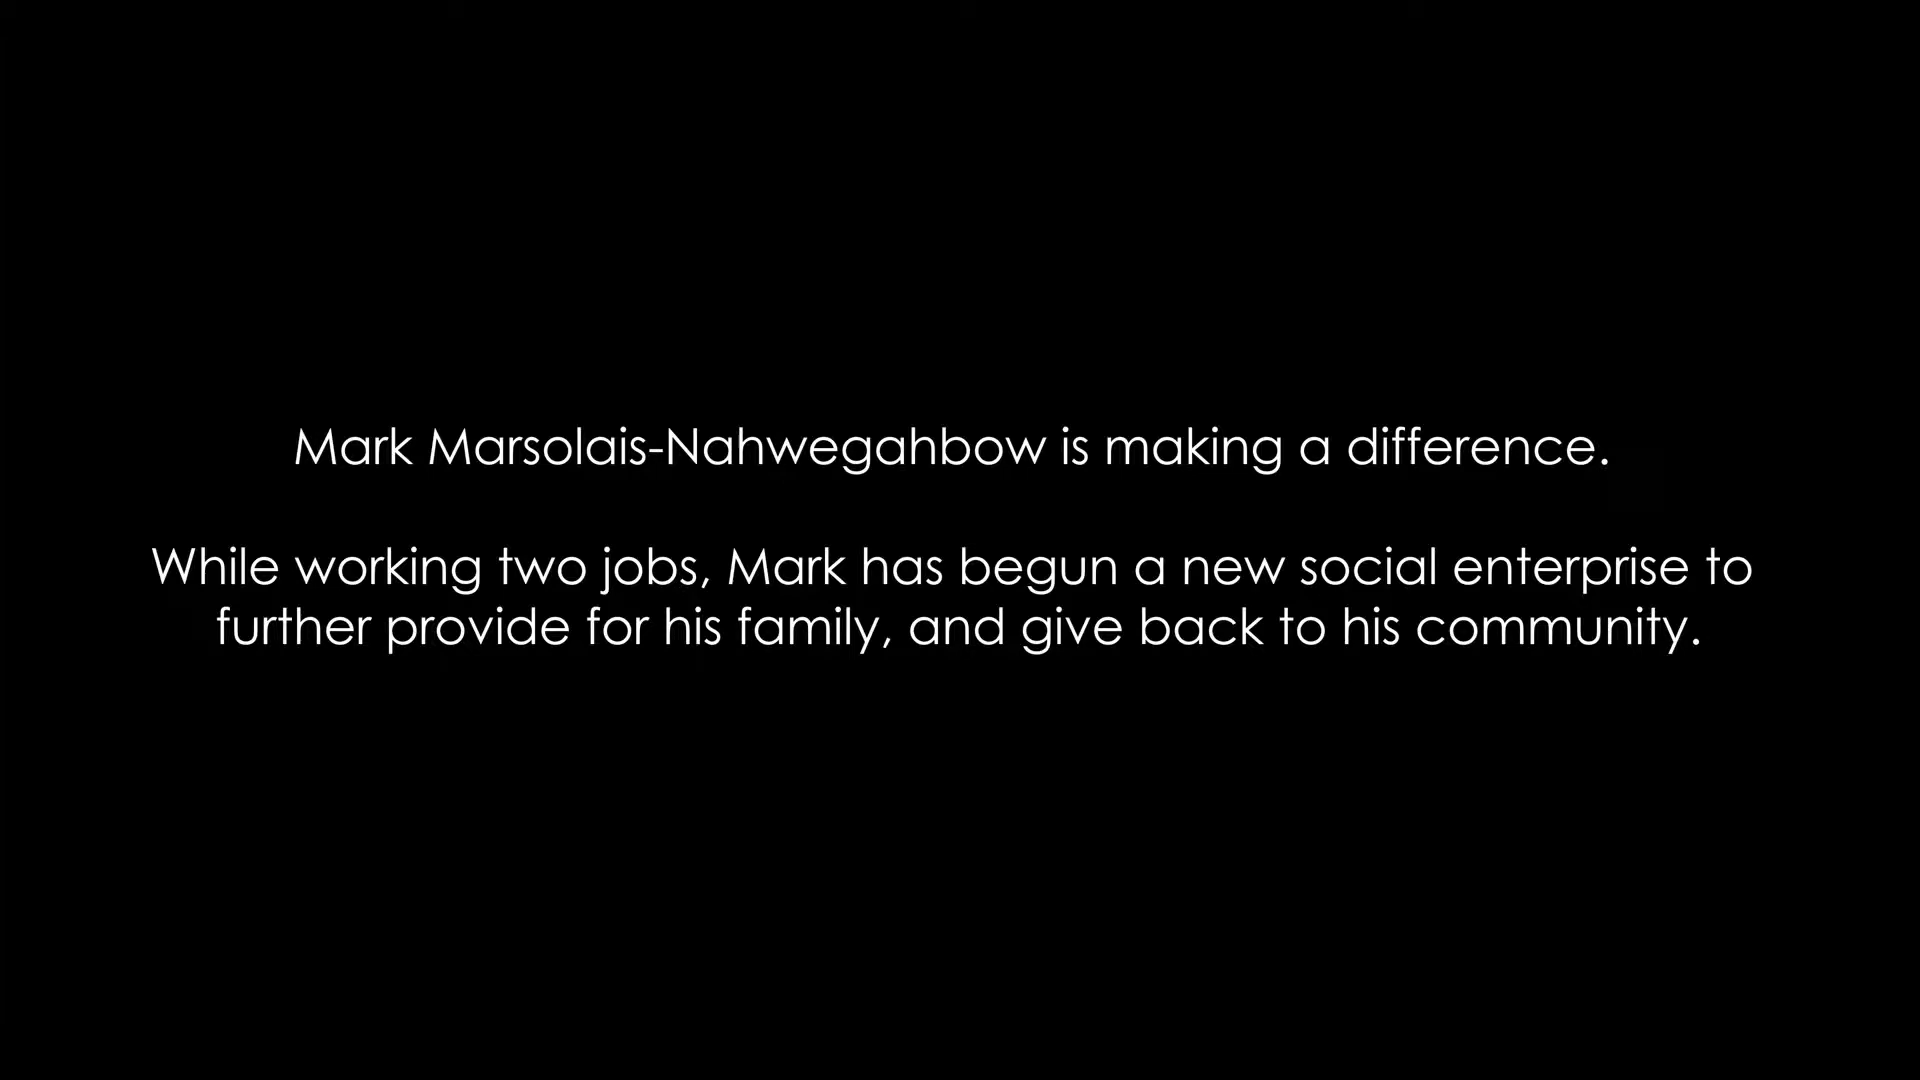 Mark Marsolais-Nahwegahbow is making a difference.
While working two jobs, Mark has begun a new social enterprise to
further provide for his family, and give back to his community.